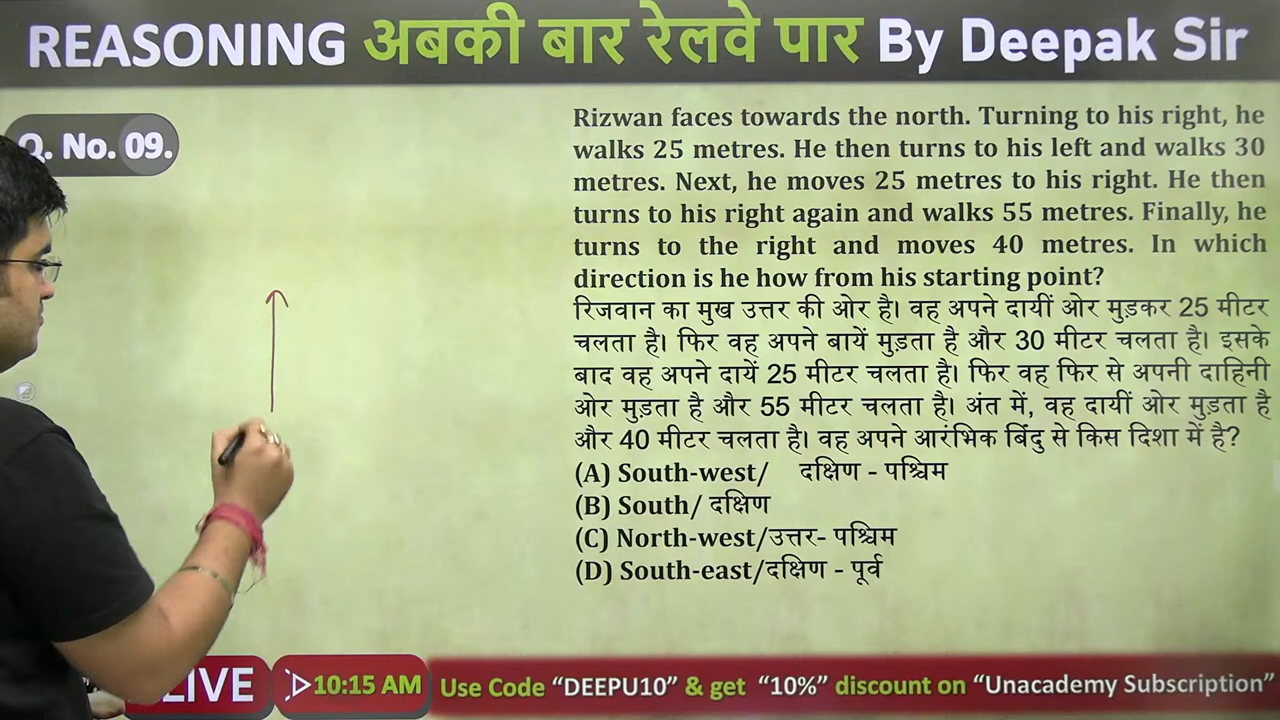 REASONING अबकी बार रेलवे पार By Deepak Sir
Q. No. 09.
Rizwan faces towards the north. Turning to his right, he
walks 25 metres. He then turns to his left and walks 30
metres. Next, he moves 25 metres to his right. He then
turns to his right again and walks 55 metres. Finally, he
turns to the right and moves 40 metres. In which
direction is he how from his starting point?
रिजवान का मुख उत्तर की ओर है। वह अपने दायीं ओर मुड़कर 25 मीटर
चलता है। फिर वह अपने बायें मुड़ता है और 30 मीटर चलता है। इसके
बाद वह अपने दायें 25 मीटर चलता है। फिर वह फिर से अपनी दाहिनी
ओर मुड़ता है और 55 मीटर चलता है। अंत में, वह दायीं ओर मुड़ता है
और 40 मीटर चलता है। वह अपने आरंभिक बिंदु से किस दिशा में है?
(A) South-west/ दक्षिण - पश्चिम
(B) South/ दक्षिण
(C) North-west/उत्तर- पश्चिम
(D) South-east/दक्षिण - पूर्व
LIVE 10:15 AM Use Code “DEEPU10” & get “10%” discount on “Unacademy Subscription”